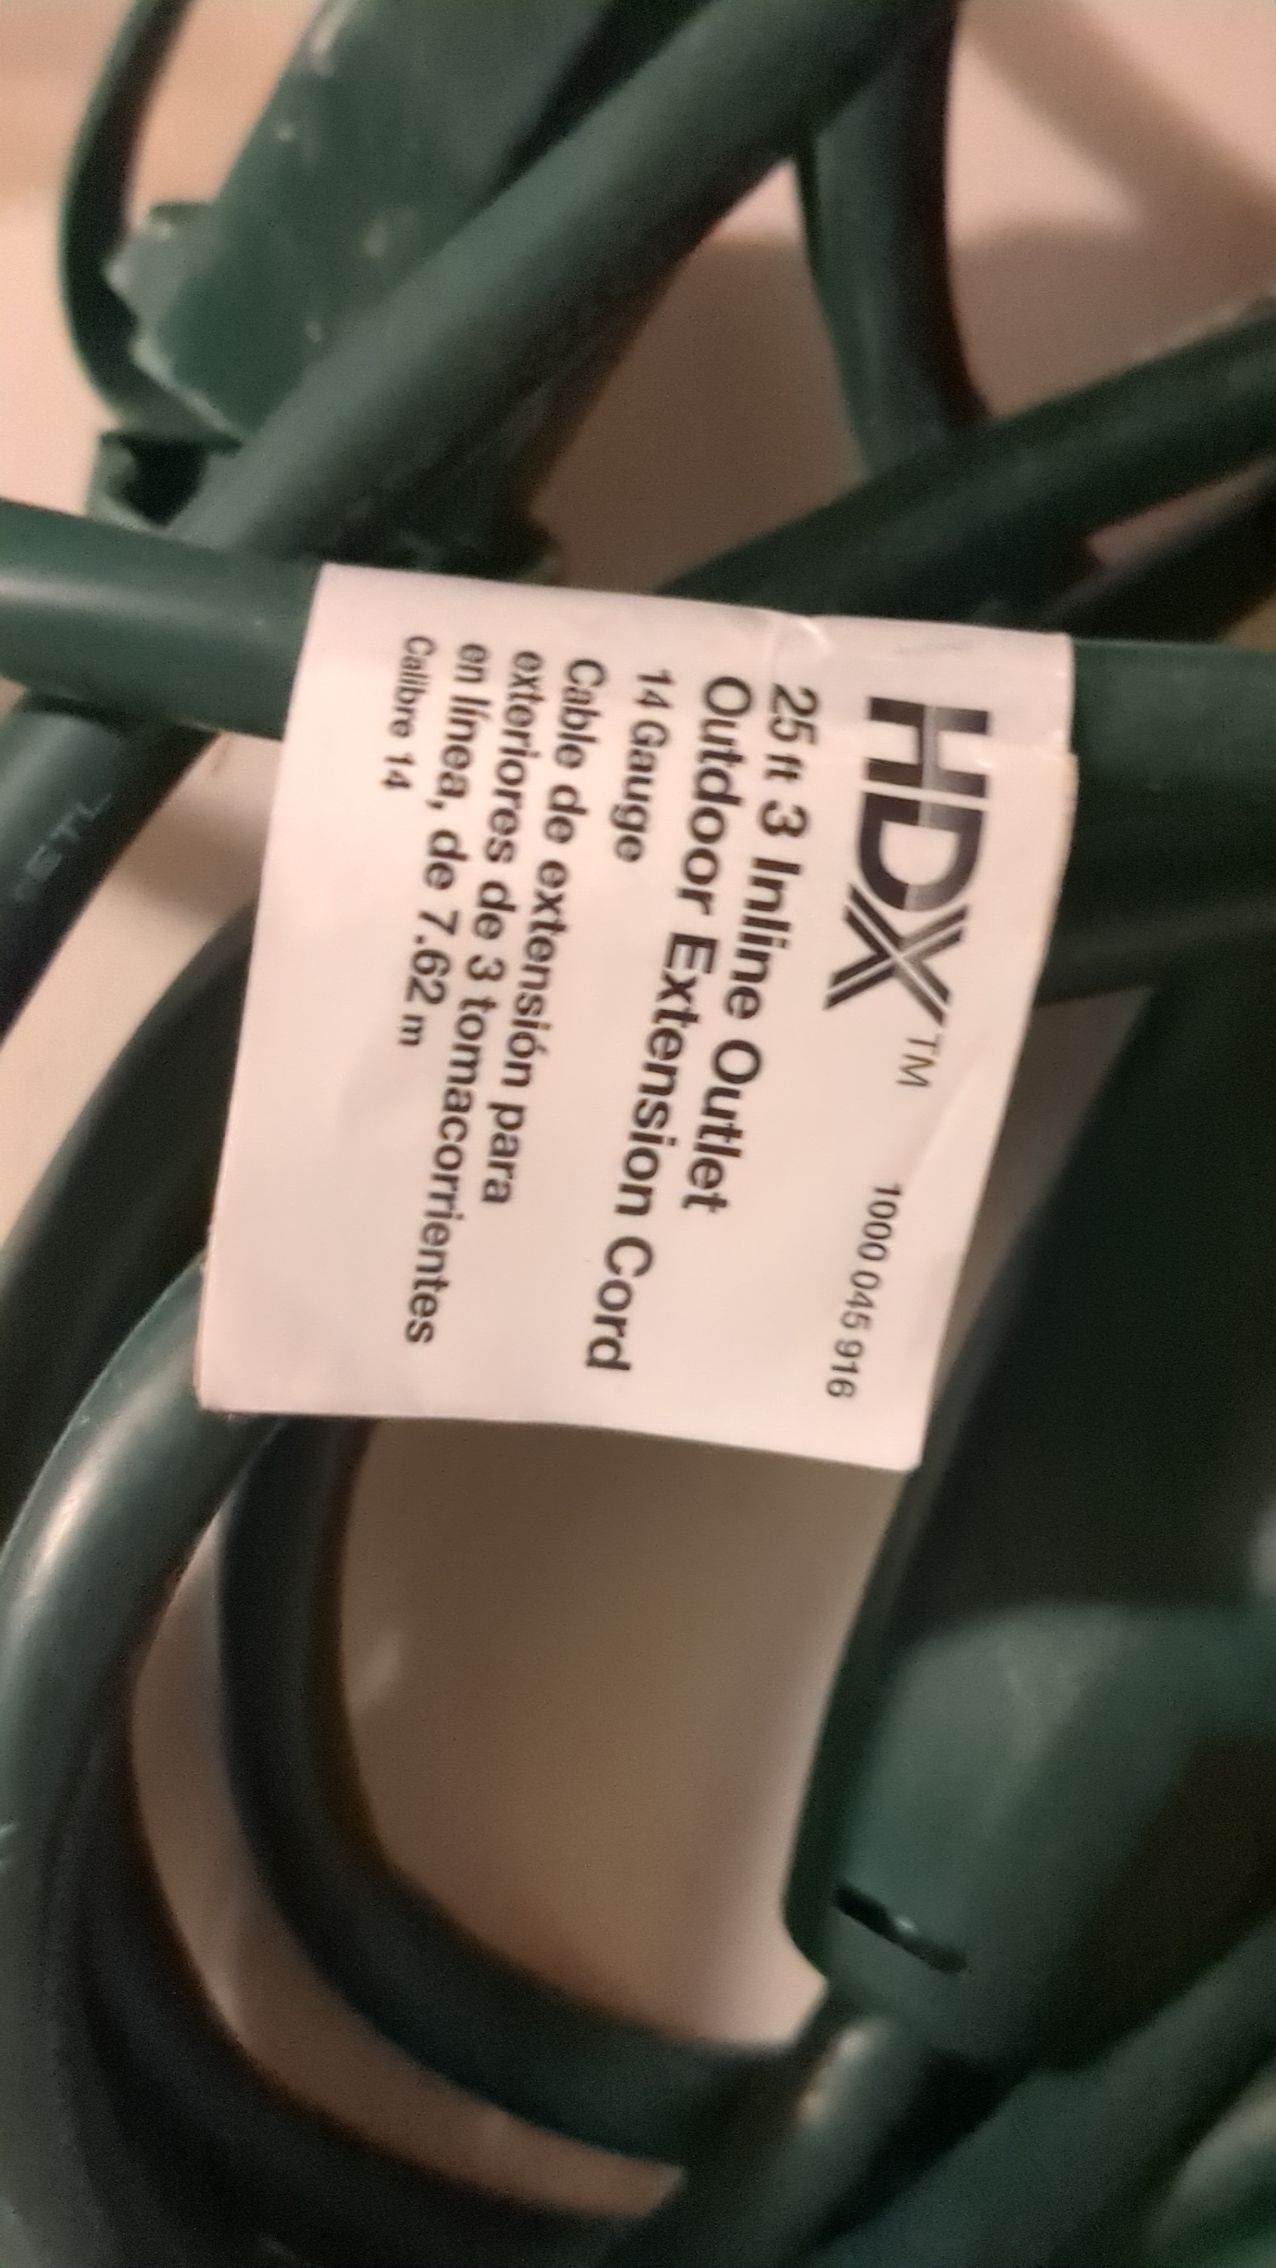 HDX™
1000 045 916
25 ft 3 Inline Outlet
Outdoor Extension Cord
14 Gauge
Cable de extensión para
exteriores de 3 tomacorrientes
en línea, de 7.62 m
Calibre 14
ETL